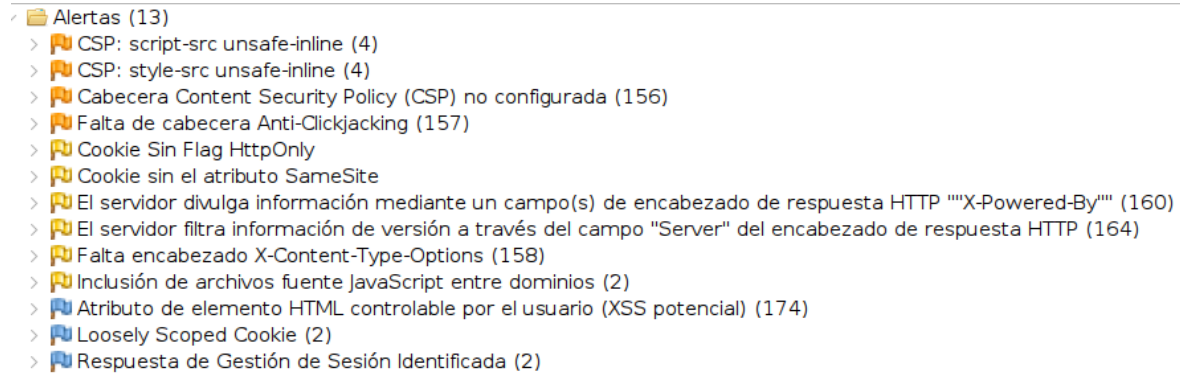 Alertas (13)
CSP: script-src unsafe-inline (4)
CSP: style-src unsafe-inline (4)
Cabecera Content Security Policy (CSP) no configurada (156)
Falta de cabecera Anti-Clickjacking (157)
Cookie Sin Flag HttpOnly
Cookie sin el atributo SameSite
El servidor divulga información mediante un campo(s) de encabezado de respuesta HTTP ""X-Powered-By"" (160)
El servidor filtra información de versión a través del campo "Server" del encabezado de respuesta HTTP (164)
Falta encabezado X-Content-Type-Options (158)
Inclusión de archivos fuente JavaScript entre dominios (2)
Atributo de elemento HTML controlable por el usuario (XSS potencial) (174)
Loosely Scoped Cookie (2)
Respuesta de Gestión de Sesión Identificada (2)